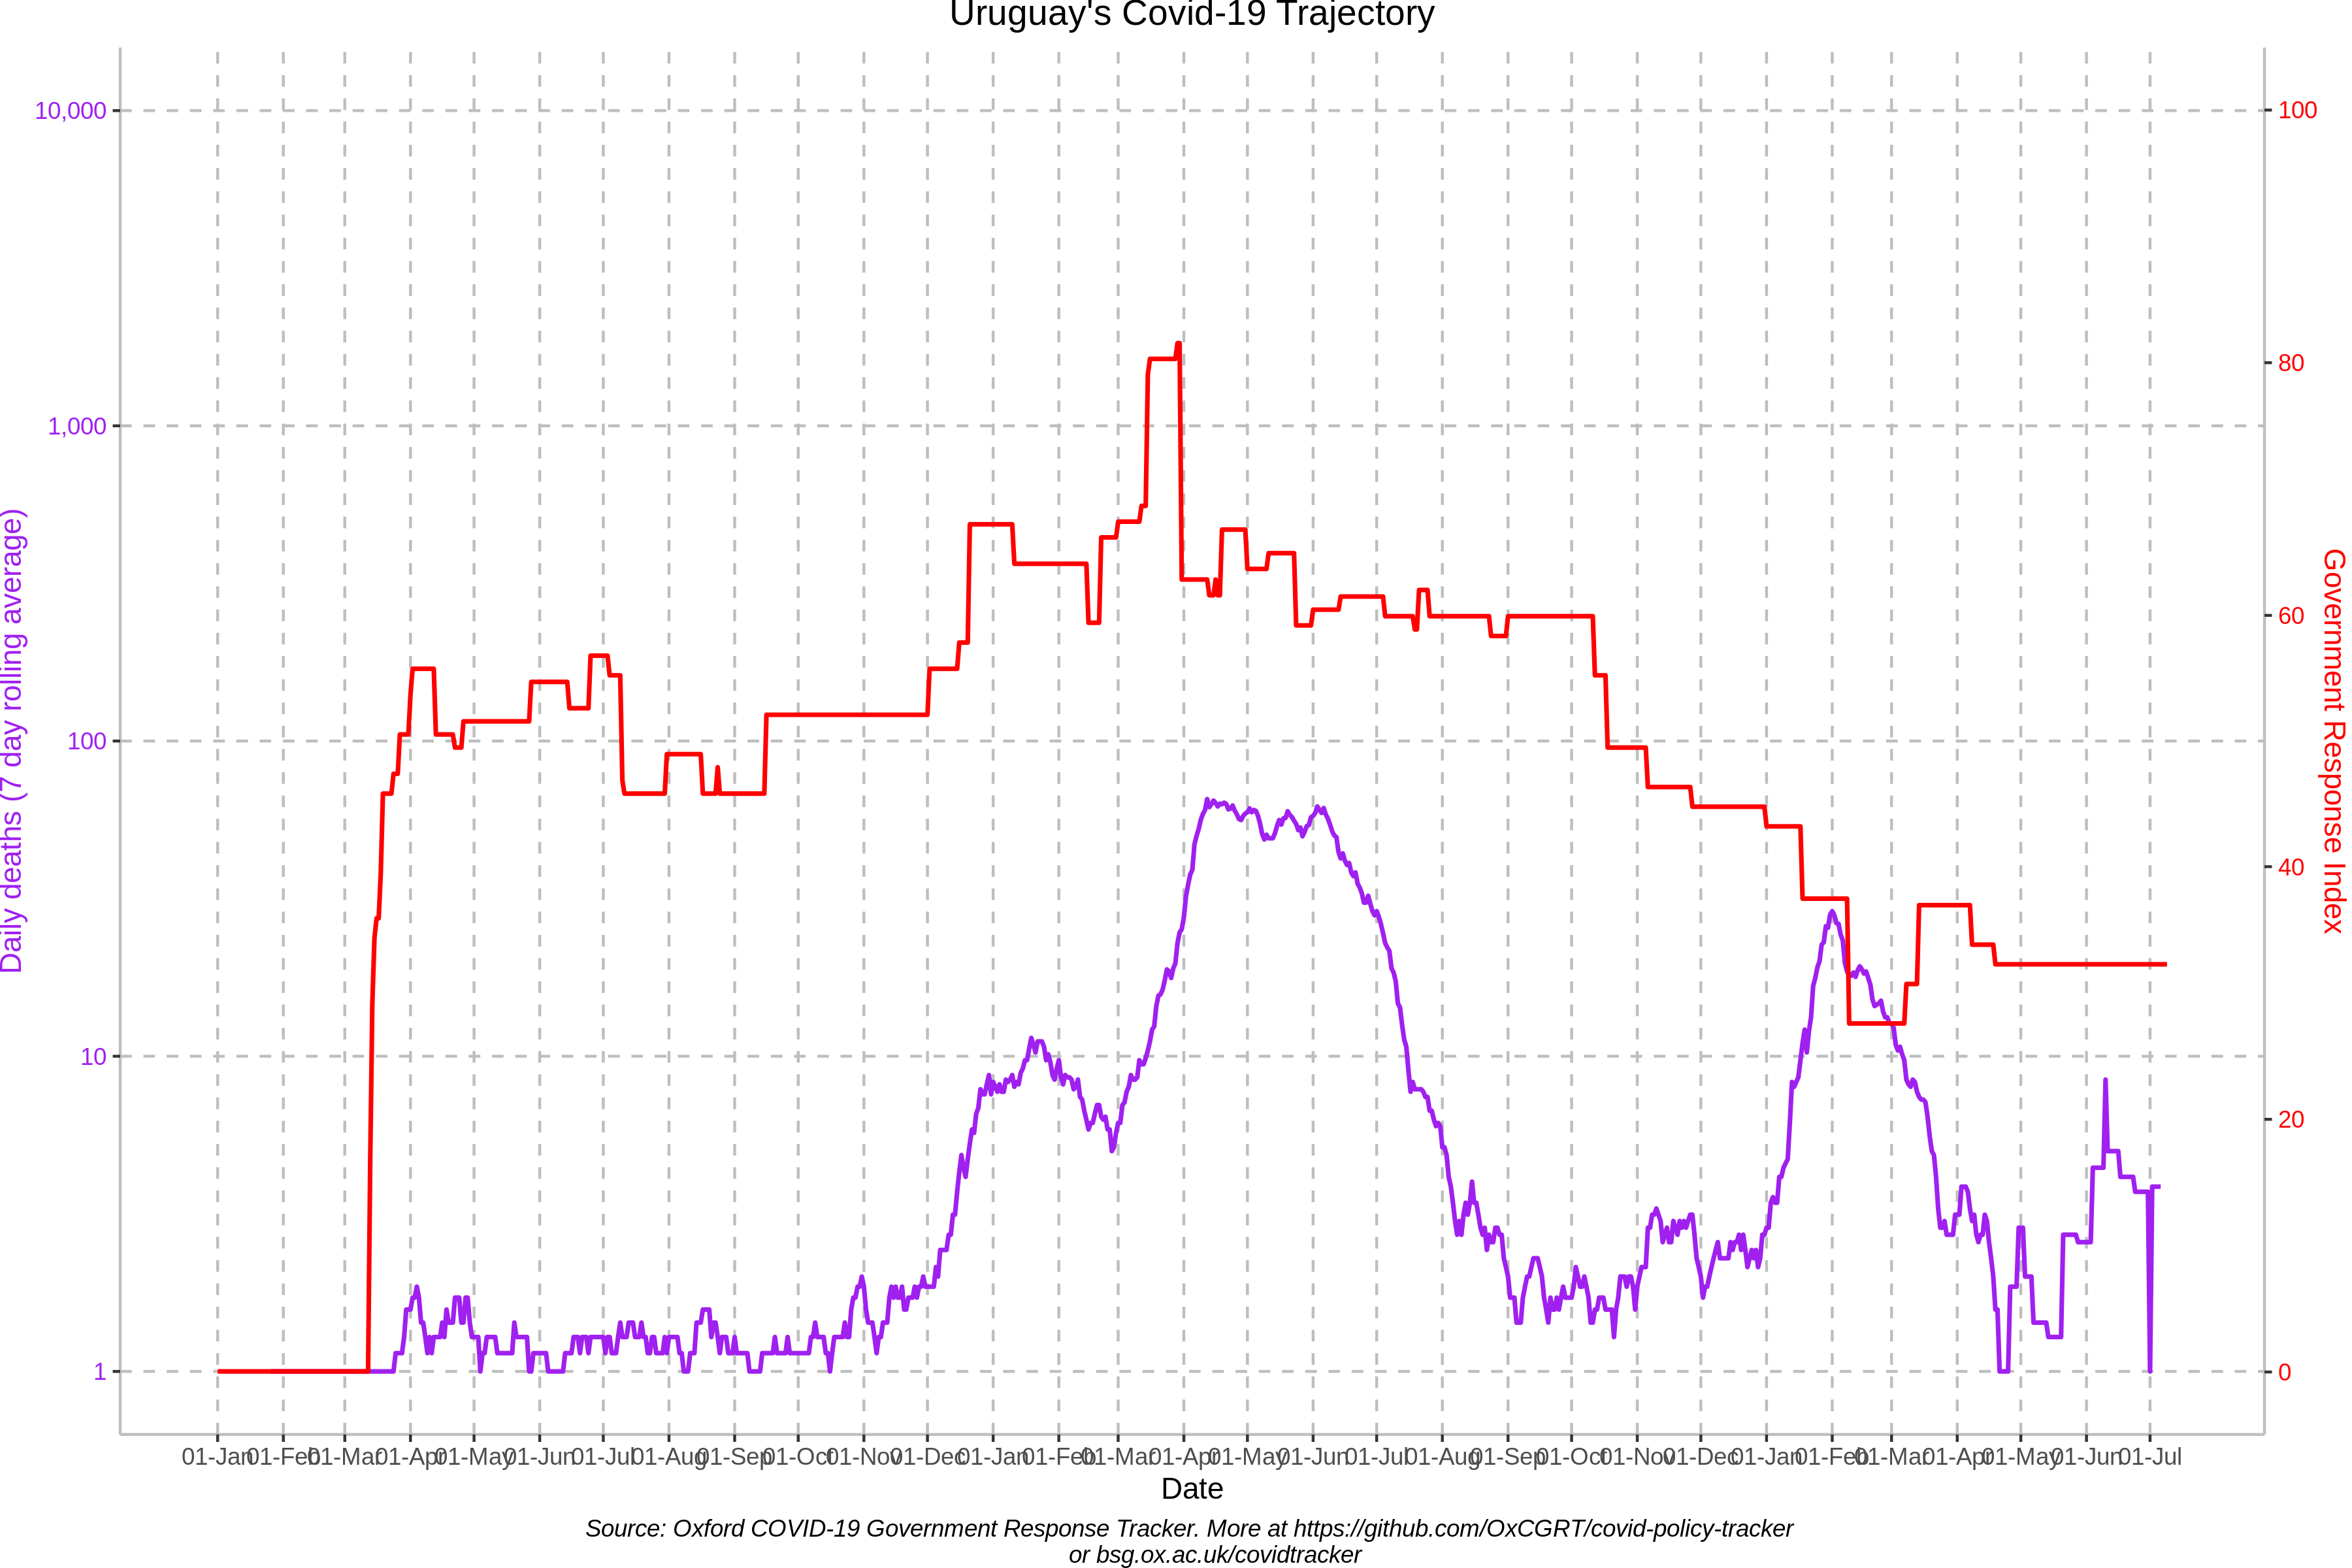 Uruguay's Covid-19 Trajectory
10,000
1,000
100
10
1
Daily deaths (7 day rolling average)
100
80
60
40
20
0
Government Response Index
01-Jan 01-Feb 01-Mar 01-Apr 01-May 01-Jun 01-Jul 01-Aug 01-Sep 01-Oct 01-Nov 01-Dec 01-Jan 01-Feb 01-Mar 01-Apr 01-May 01-Jun 01-Jul 01-Aug 01-Sep 01-Oct 01-Nov 01-Dec 01-Jan 01-Feb 01-Mar 01-Apr 01-May 01-Jun 01-Jul
Date
Source: Oxford COVID-19 Government Response Tracker. More at https://github.com/OxCGRT/covid-policy-tracker
or bsg.ox.ac.uk/covidtracker